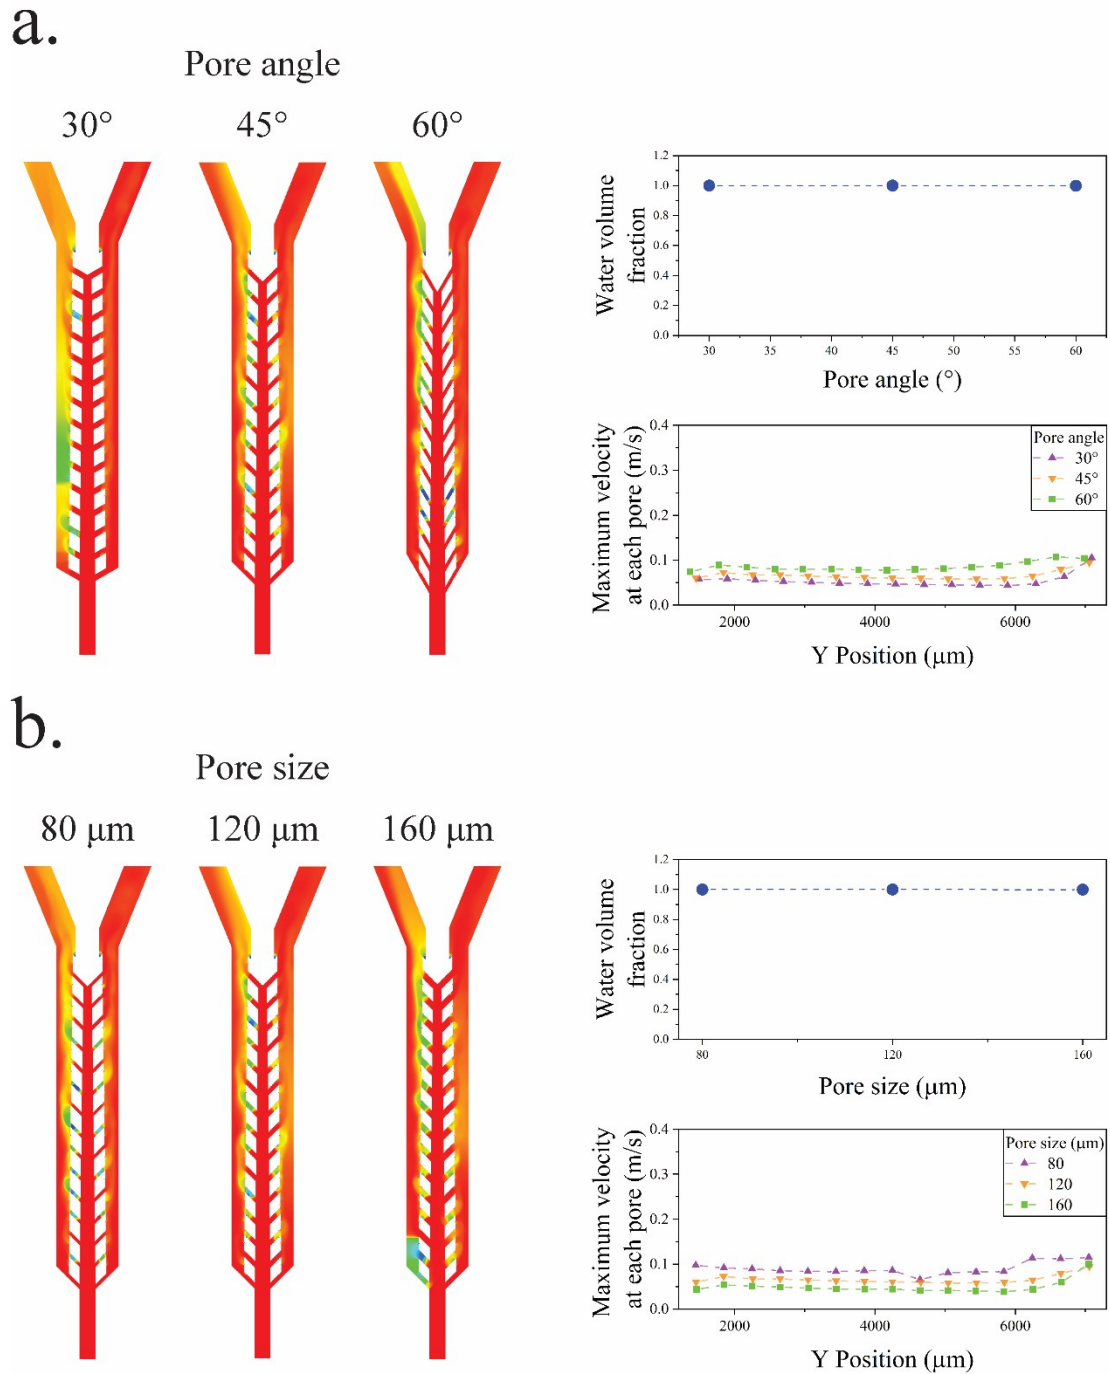 a.
Pore angle
30° 45° 60°
1.2
1.0
0.8
0.6
0.4
0.2
0.0
Water volume
fraction
30 35 40 45 50 55 60
Pore angle (°)
0.4
0.3
0.2
0.1
0.0
Maximum velocity
at each pore (m/s)
Pore angle
30°
45°
60°
2000 4000 6000
Y Position (μm)
b.
Pore size
80 μm 120 μm 160 μm
1.2
1.0
0.8
0.6
0.4
0.2
0.0
Water volume
fraction
80 120 160
Pore size (μm)
0.4
0.3
0.2
0.1
0.0
Maximum velocity
at each pore (m/s)
Pore size (μm)
80
120
160
2000 4000 6000
Y Position (μm)